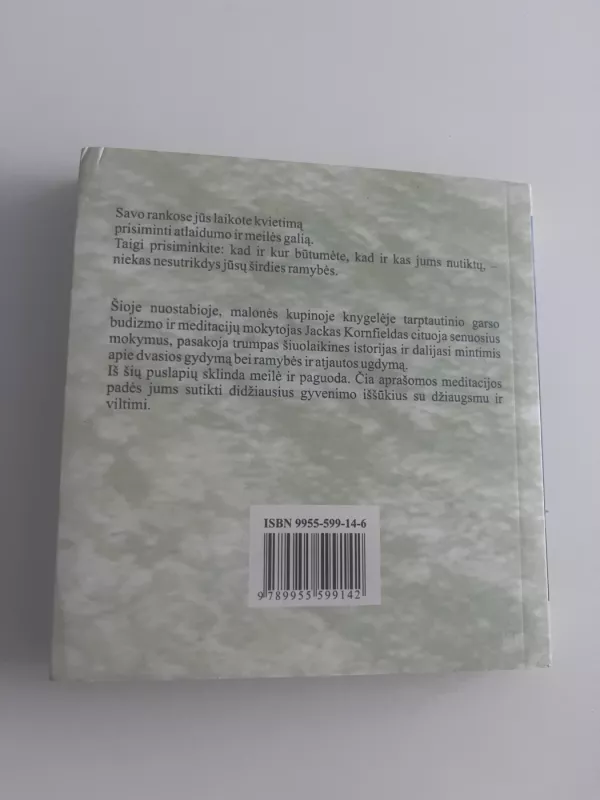 Savo rankose jūs laikote kvietimą
prisiminti atlaidumo ir meilės galią.
Taigi prisiminkite: kad ir kur būtumėte, kad ir kas jums nutiktų, –
niekas nesutrikdys jūsų širdies ramybės.
Šioje nuostabioje, malonės kupinoje knygelėje tarptautinio garso
budizmo ir meditacijų mokytojas Jackas Kornfieldas cituoja senuosius
mokymus, pasakoja trumpas šiuolaikines istorijas ir dalijasi mintimis
apie dvasios gydymą bei ramybės ir atjautos ugdymą.
Iš šių puslapių sklinda meilė ir paguoda. Čia aprašomos meditacijos
padės jums sutikti didžiausius gyvenimo iššūkius su džiaugsmu ir
viltimi.
ISBN 9955-599-14-6
9 789955 599142